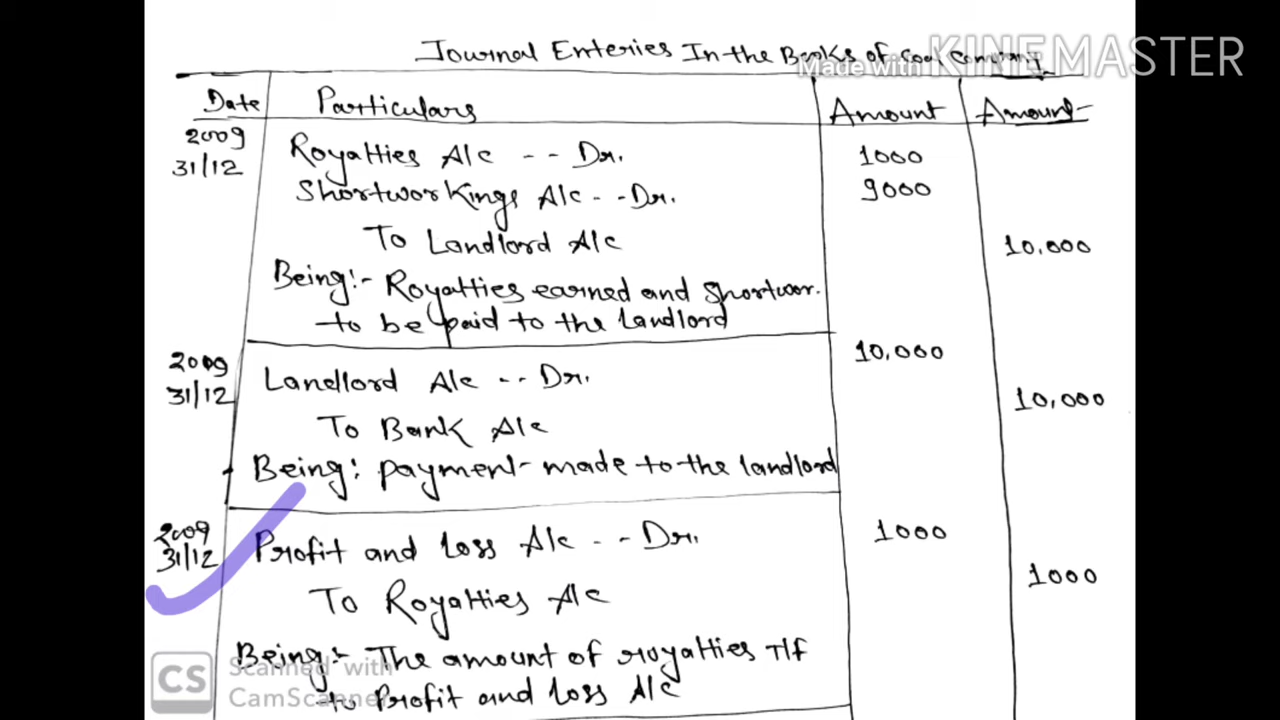 Journal Enteries In the Books of Coal Company
Made with KINEMASTER
Date Particulars Amount Amount
2009
31/12 Royalties A/c -- Dr. 1000
Shortworkings A/c -- Dr. 9000
To Landlord A/c 10,000
Being:- Royalties earned and Shortwor.
to be paid to the landlord
2009
31/12 Landlord A/c -- Dr. 10,000
To Bank A/c 10,000
Being: payment made to the landlord
2009
31/12 Profit and loss A/c -- Dr. 1000
To Royalties A/c 1000
Being:- The amount of royalties T/f
to Profit and loss A/c
CS Scanned with
CamScanner